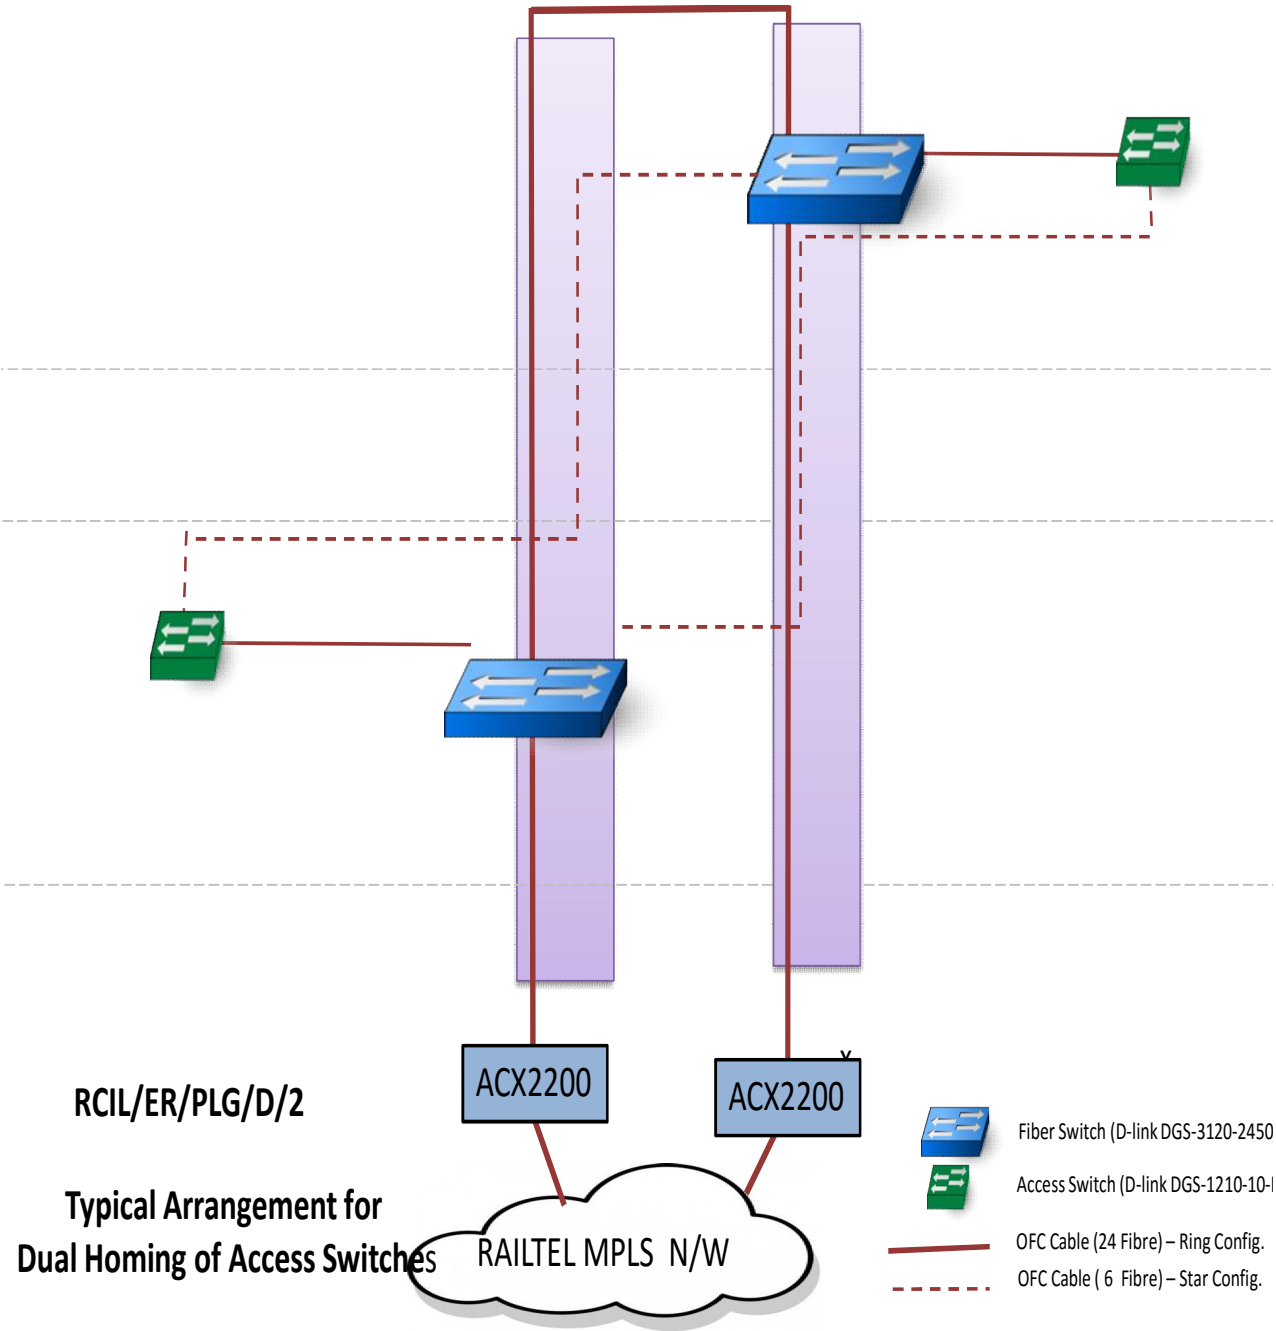 Y
ACX2200
ACX2200
RCIL/ER/PLG/D/2
Typical Arrangement for
Dual Homing of Access Switches
RAILTEL MPLS N/W
Fiber Switch (D-link DGS-3120-2450
Access Switch (D-link DGS-1210-10-
OFC Cable (24 Fibre) – Ring Config.
OFC Cable ( 6 Fibre) – Star Config.